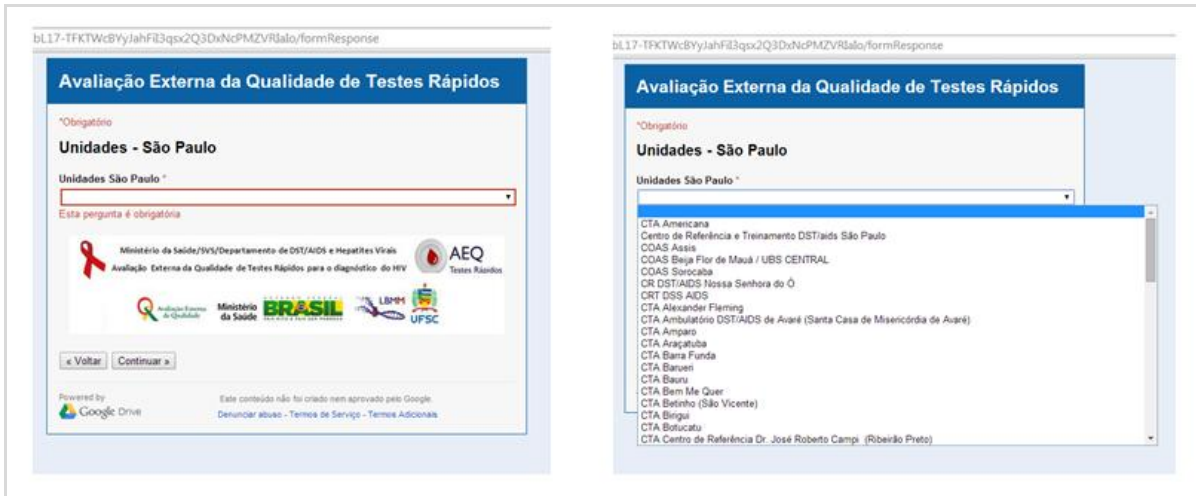 bL17-TFKTWcBYyJahFil3qsx2Q3DxNcPMZVRlalo/formResponse
Avaliação Externa da Qualidade de Testes Rápidos
*Obrigatório
Unidades - São Paulo
Unidades São Paulo *
Esta pergunta é obrigatória
Ministério da Saúde/SVS/Departamento de DST/AIDS e Hepatites Virais
Avaliação Externa da Qualidade de Testes Rápidos para o diagnóstico do HIV
AEQ
Testes Rápidos
Avaliação Externa
da Qualidade
Ministério
da Saúde
BRASIL
LBMM
UFSC
« Voltar
Continuar »
Powered by
Google Drive
Este conteúdo não foi criado nem aprovado pelo Google.
Denunciar abuso - Termos de Serviço - Termos Adicionais
bL17-TFKTWcBYyJahFil3qsx2Q3DxNcPMZVRlalo/formResponse
Avaliação Externa da Qualidade de Testes Rápidos
*Obrigatório
Unidades - São Paulo
Unidades São Paulo *
CTA Americana
Centro de Referência e Treinamento DST/aids São Paulo
COAS Assis
COAS Beija Flor de Mauá / UBS CENTRAL
COAS Sorocaba
CR DST/AIDS Nossa Senhora do Ó
CRT DSS AIDS
CTA Alexander Fleming
CTA Ambulatório DST/AIDS de Avaré (Santa Casa de Misericórdia de Avaré)
CTA Amparo
CTA Araçatuba
CTA Barra Funda
CTA Barueri
CTA Bauru
CTA Bem Me Quer
CTA Betinho (São Vicente)
CTA Birigui
CTA Botucatu
CTA Centro de Referência Dr. José Roberto Campi (Ribeirão Preto)